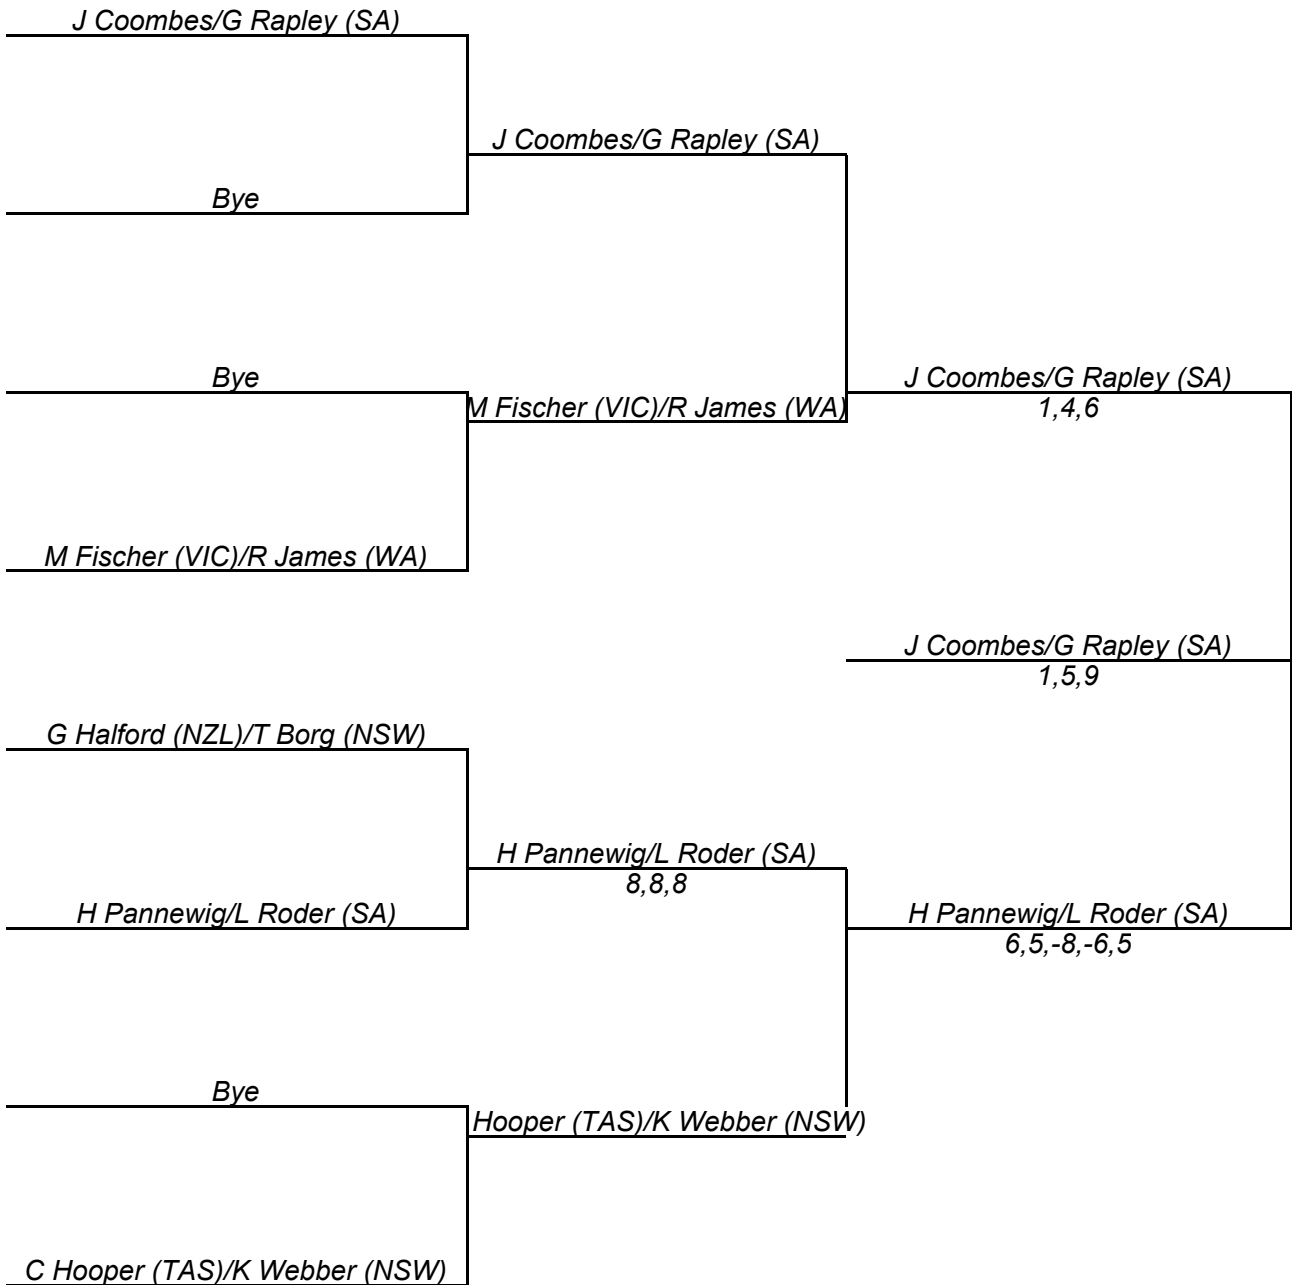 J Coombes/G Rapley (SA)
J Coombes/G Rapley (SA)
Bye
Bye
J Coombes/G Rapley (SA)
1,4,6
M Fischer (VIC)/R James (WA)
M Fischer (VIC)/R James (WA)
J Coombes/G Rapley (SA)
1,5,9
G Halford (NZL)/T Borg (NSW)
H Pannewig/L Roder (SA)
8,8,8
H Pannewig/L Roder (SA)
H Pannewig/L Roder (SA)
6,5,-8,-6,5
Bye
Hooper (TAS)/K Webber (NSW)
C Hooper (TAS)/K Webber (NSW)